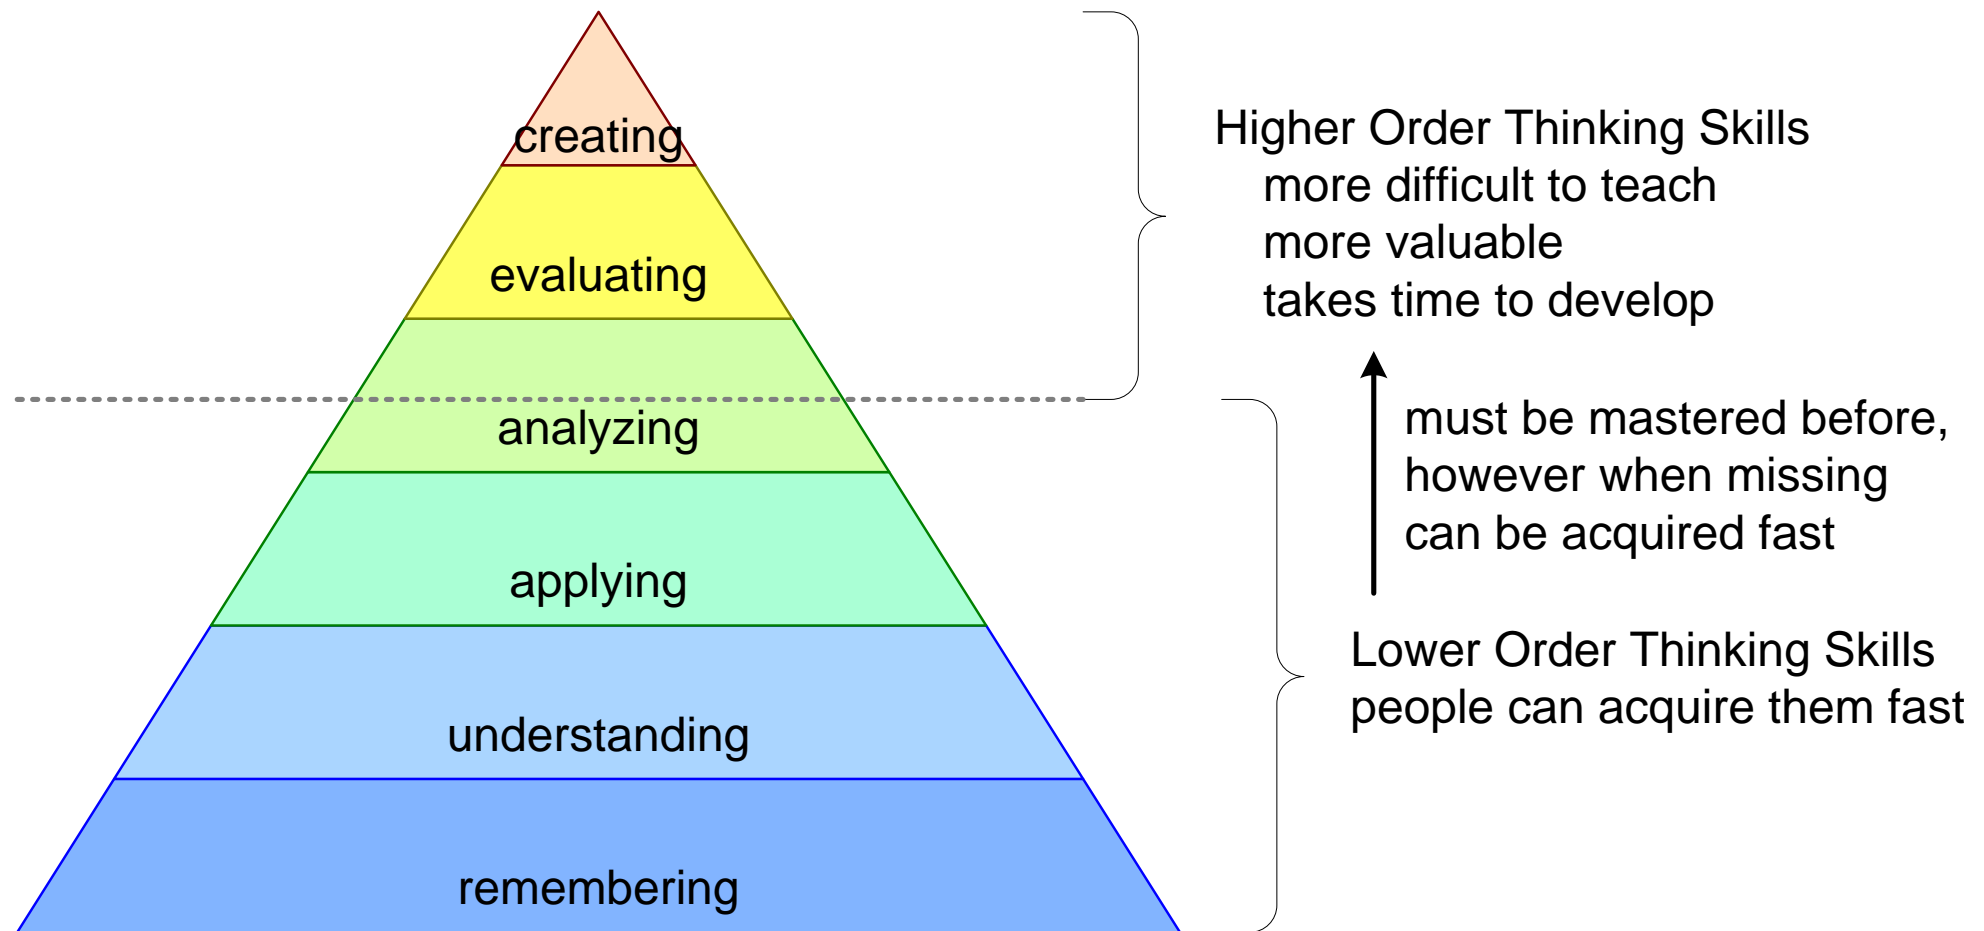 creating
evaluating
analyzing
applying
understanding
remembering
Higher Order Thinking Skills
more difficult to teach
more valuable
takes time to develop
must be mastered before,
however when missing
can be acquired fast
Lower Order Thinking Skills
people can acquire them fast